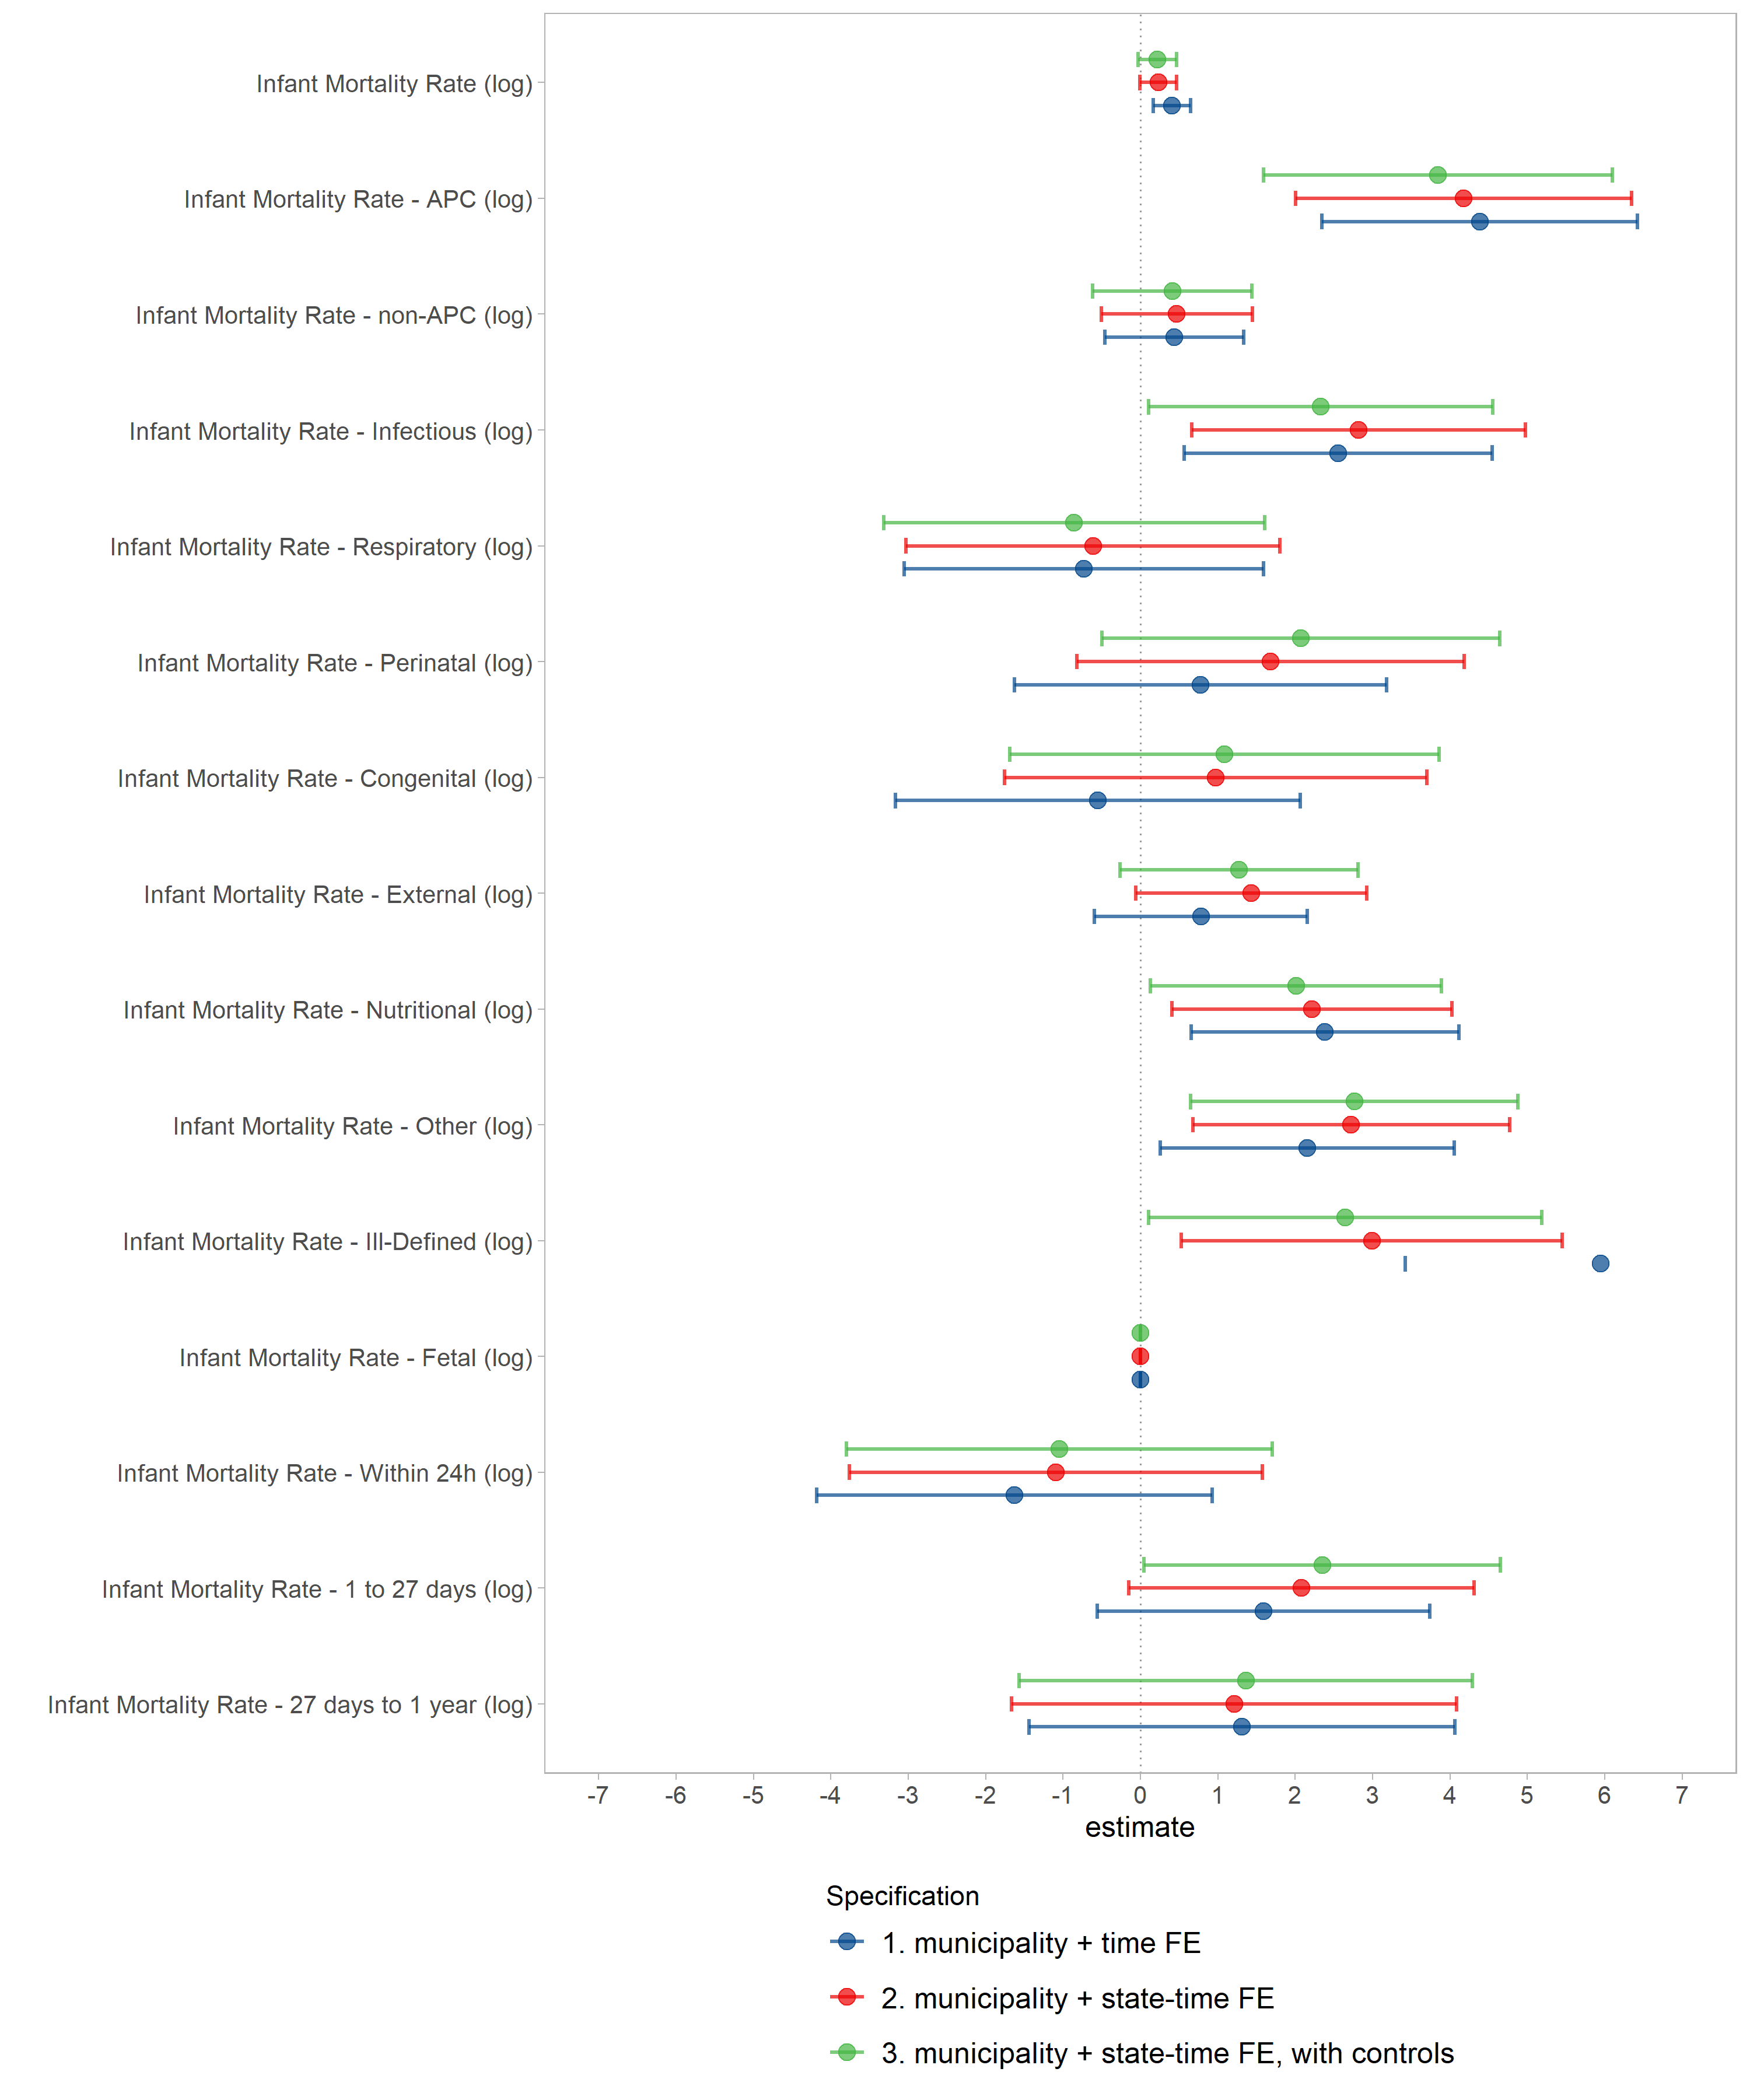 Infant Mortality Rate (log)
Infant Mortality Rate - APC (log)
Infant Mortality Rate - non-APC (log)
Infant Mortality Rate - Infectious (log)
Infant Mortality Rate - Respiratory (log)
Infant Mortality Rate - Perinatal (log)
Infant Mortality Rate - Congenital (log)
Infant Mortality Rate - External (log)
Infant Mortality Rate - Nutritional (log)
Infant Mortality Rate - Other (log)
Infant Mortality Rate - Ill-Defined (log)
Infant Mortality Rate - Fetal (log)
Infant Mortality Rate - Within 24h (log)
Infant Mortality Rate - 1 to 27 days (log)
Infant Mortality Rate - 27 days to 1 year (log)
-7 -6 -5 -4 -3 -2 -1 0 1 2 3 4 5 6 7
estimate
Specification
1. municipality + time FE
2. municipality + state-time FE
3. municipality + state-time FE, with controls